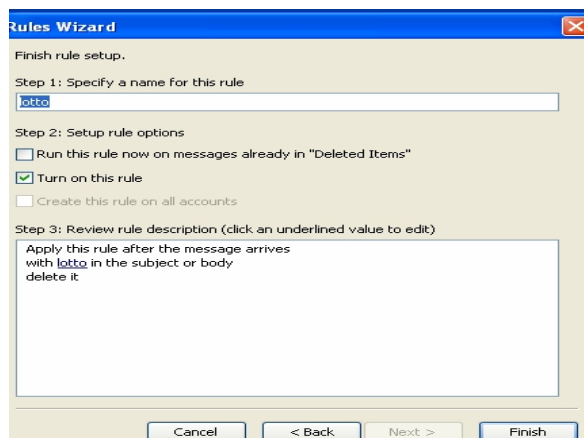 Rules Wizard
Finish rule setup.
Step 1: Specify a name for this rule
lotto
Step 2: Setup rule options
Run this rule now on messages already in "Deleted Items"
Turn on this rule
Create this rule on all accounts
Step 3: Review rule description (click an underlined value to edit)
Apply this rule after the message arrives
with lotto in the subject or body
delete it
Cancel < Back Next > Finish